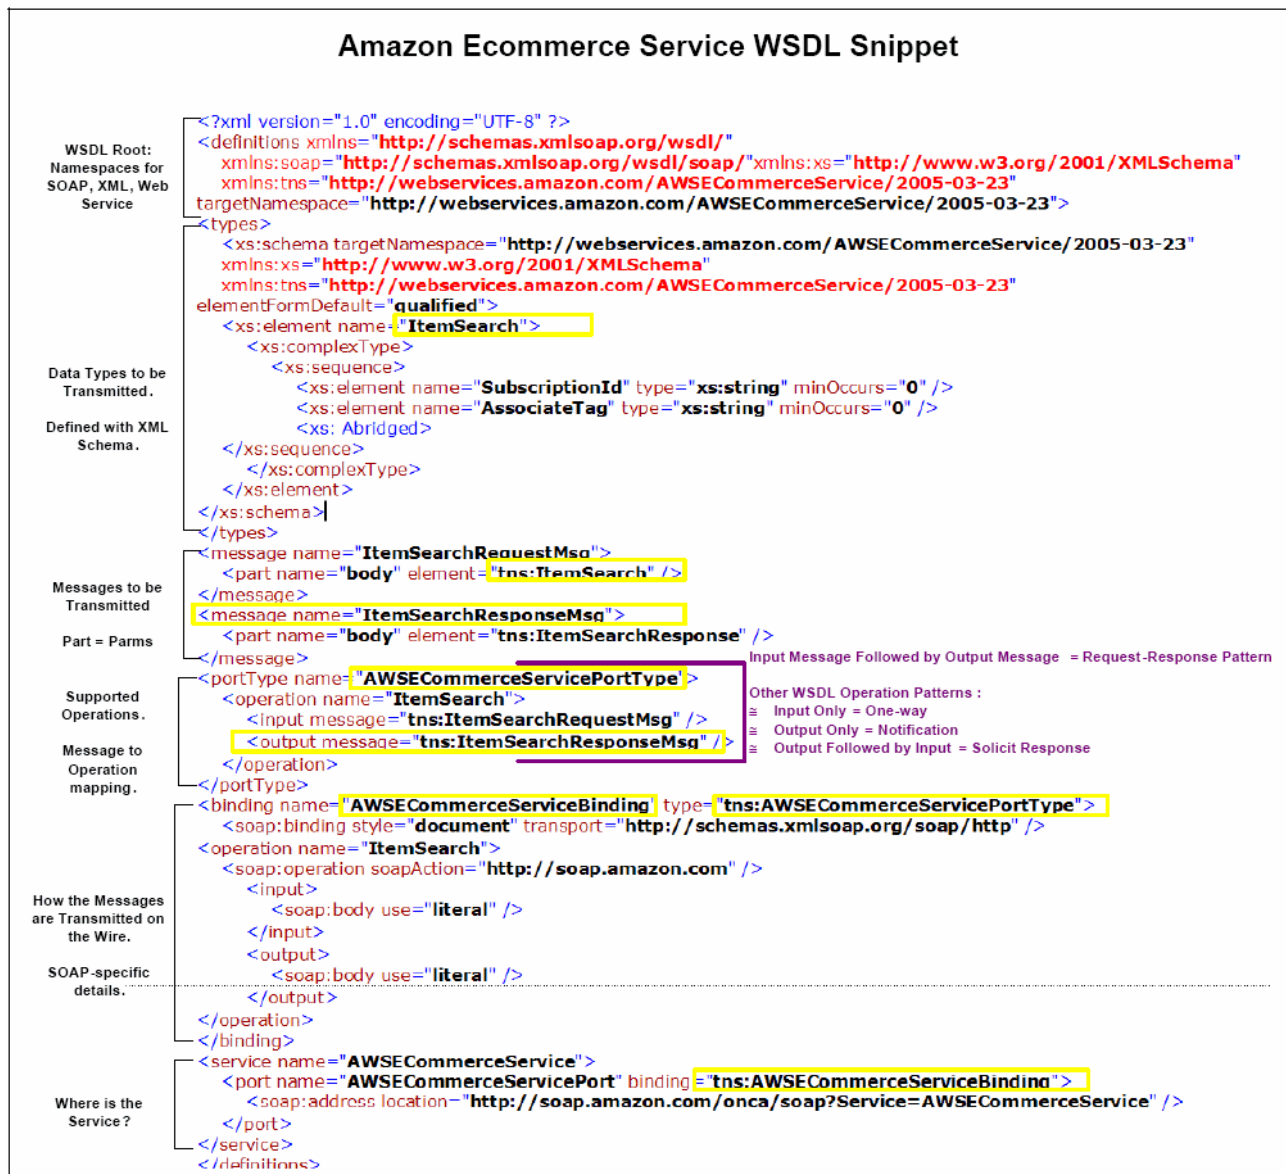 Amazon Ecommerce Service WSDL Snippet
WSDL Root:
Namespaces for
SOAP, XML, Web
Service
<?xml version="1.0" encoding="UTF-8" ?>
<definitions xmlns="http://schemas.xmlsoap.org/wsdl/"
xmlns:soap="http://schemas.xmlsoap.org/wsdl/soap/"xmlns:xs="http://www.w3.org/2001/XMLSchema"
xmlns:tns="http://webservices.amazon.com/AWSECommerceService/2005-03-23"
targetNamespace="http://webservices.amazon.com/AWSECommerceService/2005-03-23">
Data Types to be
Transmitted.
Defined with XML
Schema.
<types>
<xs:schema targetNamespace="http://webservices.amazon.com/AWSECommerceService/2005-03-23"
xmlns:xs="http://www.w3.org/2001/XMLSchema"
xmlns:tns="http://webservices.amazon.com/AWSECommerceService/2005-03-23"
elementFormDefault="qualified">
<xs:element name="ItemSearch">
<xs:complexType>
<xs:sequence>
<xs:element name="SubscriptionId" type="xs:string" minOccurs="0" />
<xs:element name="AssociateTag" type="xs:string" minOccurs="0" />
<xs: Abridged>
</xs:sequence>
</xs:complexType>
</xs:element>
</xs:schema>
</types>
Messages to be
Transmitted
Part = Parms
<message name="ItemSearchRequestMsg">
<part name="body" element="tns:ItemSearch" />
</message>
<message name="ItemSearchResponseMsg">
<part name="body" element="tns:ItemSearchResponse" />
</message>
Supported
Operations.
Message to
Operation
mapping.
<portType name="AWSECommerceServicePortType">
<operation name="ItemSearch">
<input message="tns:ItemSearchRequestMsg" />
<output message="tns:ItemSearchResponseMsg" />
</operation>
</portType>
Input Message Followed by Output Message = Request-Response Pattern
Other WSDL Operation Patterns :
≅ Input Only = One-way
≅ Output Only = Notification
≅ Output Followed by Input = Solicit Response
How the Messages
are Transmitted on
the Wire.
SOAP-specific
details.
<binding name="AWSECommerceServiceBinding" type="tns:AWSECommerceServicePortType">
<soap:binding style="document" transport="http://schemas.xmlsoap.org/soap/http" />
<operation name="ItemSearch">
<soap:operation soapAction="http://soap.amazon.com" />
<input>
<soap:body use="literal" />
</input>
<output>
<soap:body use="literal" />
</output>
</operation>
</binding>
Where is the
Service?
<service name="AWSECommerceService">
<port name="AWSECommerceServicePort" binding="tns:AWSECommerceServiceBinding">
<soap:address location="http://soap.amazon.com/onca/soap?Service=AWSECommerceService" />
</port>
</service>
</definitions>